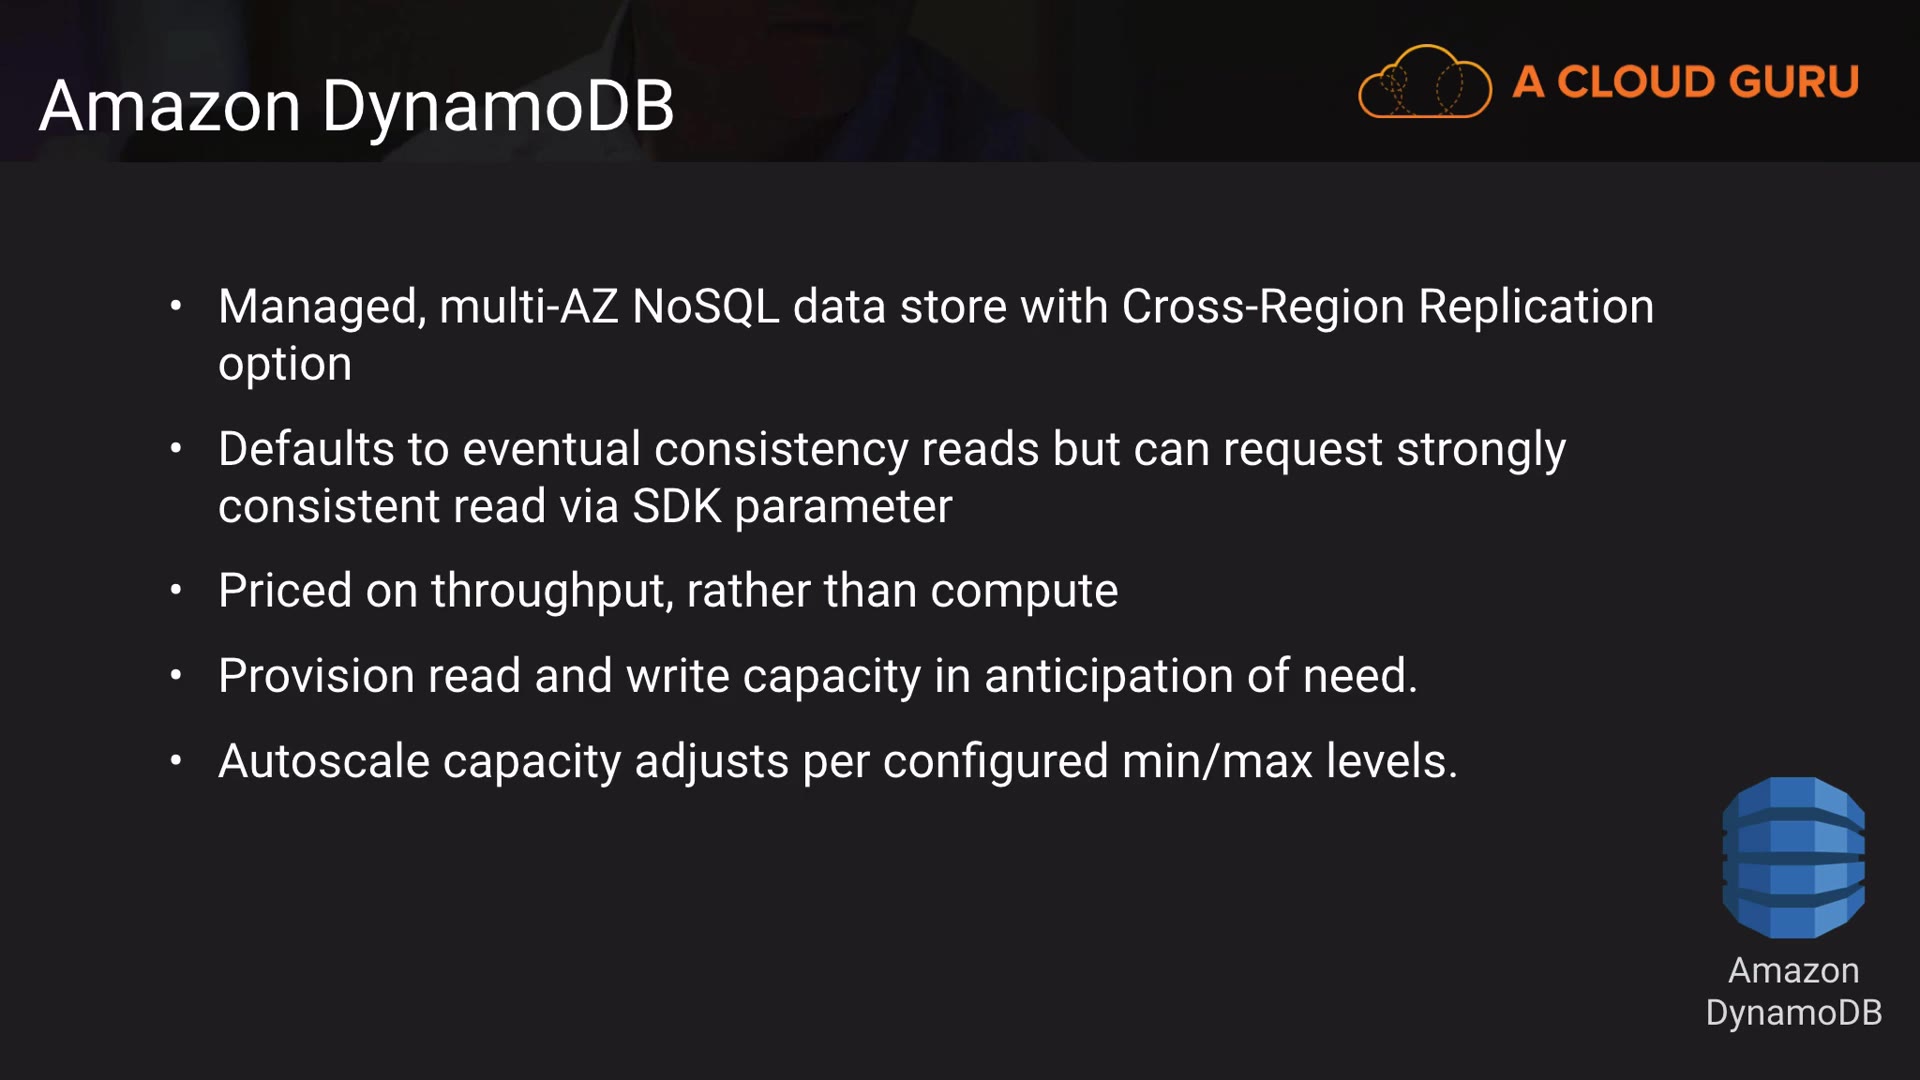 Amazon DynamoDB
A CLOUD GURU
• Managed, multi-AZ NoSQL data store with Cross-Region Replication
option
• Defaults to eventual consistency reads but can request strongly
consistent read via SDK parameter
• Priced on throughput, rather than compute
• Provision read and write capacity in anticipation of need.
• Autoscale capacity adjusts per configured min/max levels.
Amazon
DynamoDB